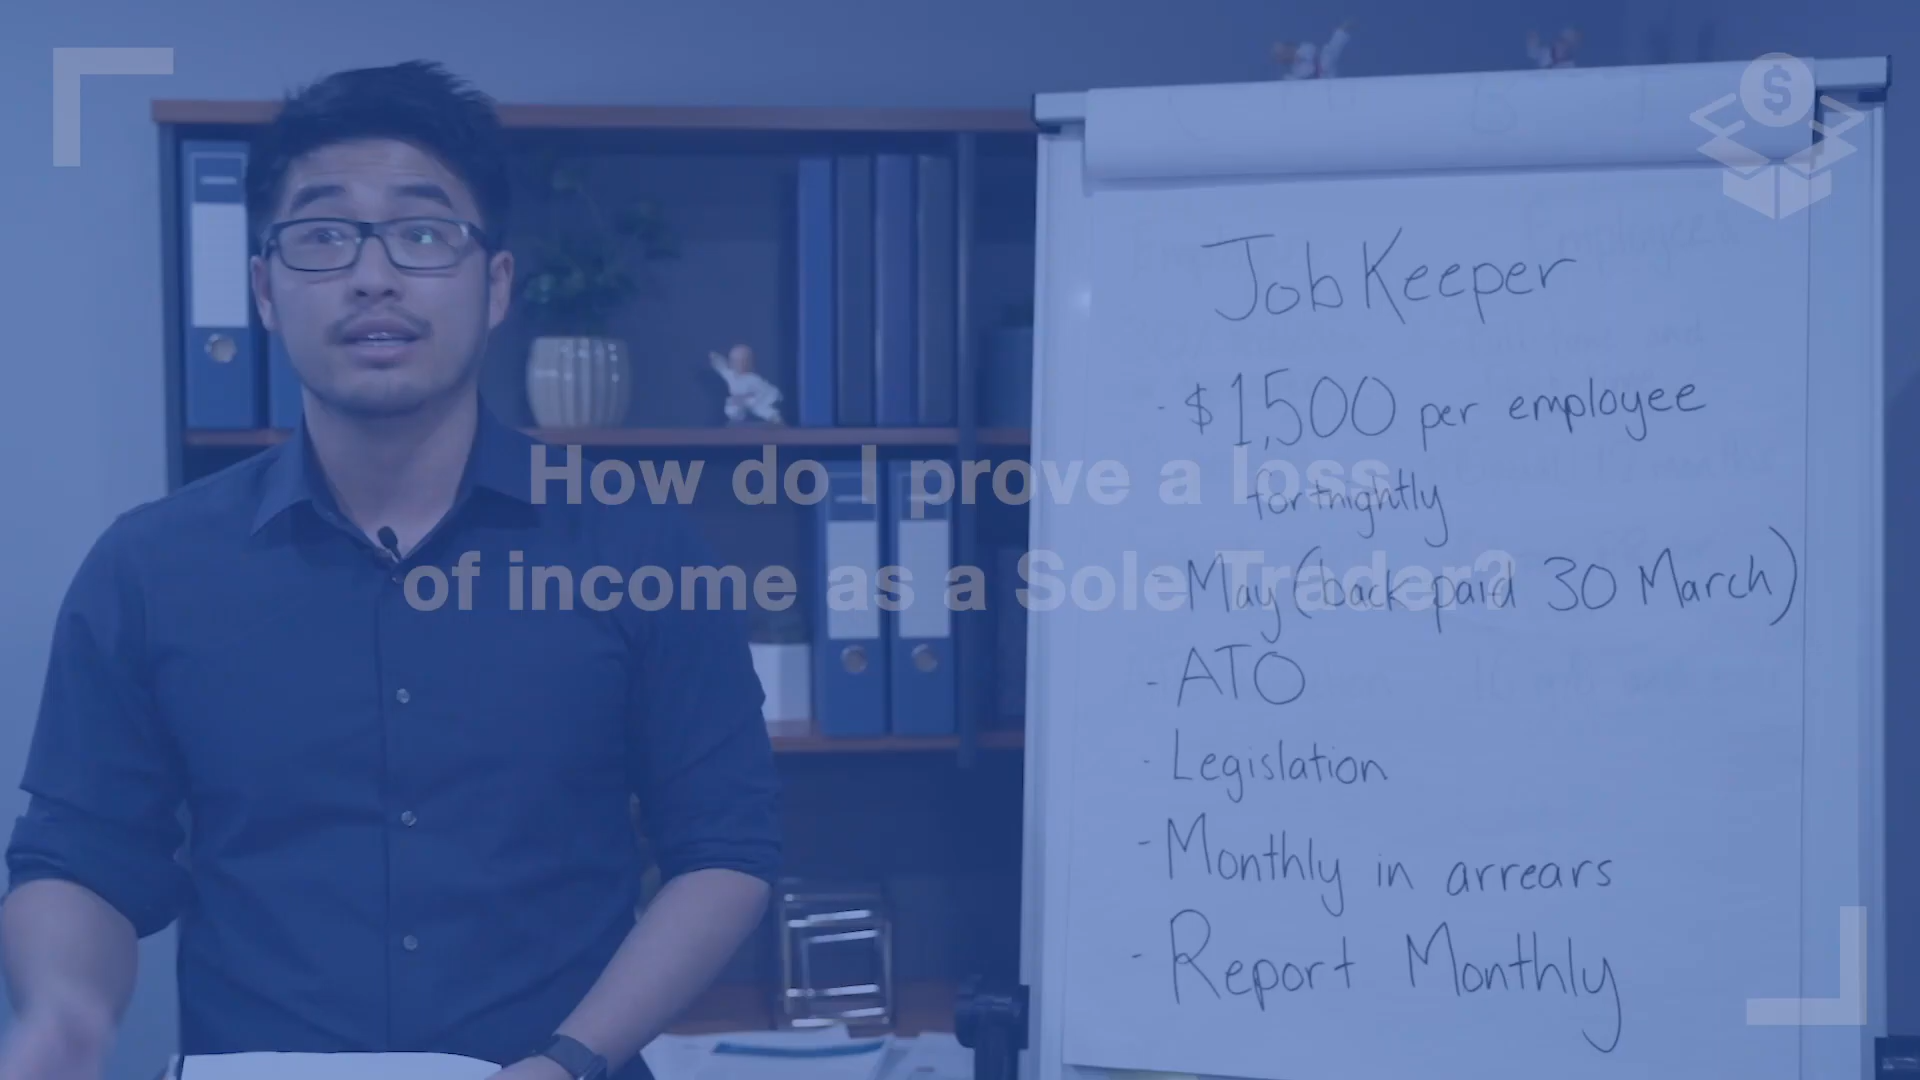 JobKeeper
- $1,500 per employee
fortnightly
- May (back paid 30 March)
- ATO
- Legislation
- Monthly in arrears
- Report Monthly
How do I prove a loss
of income as a Sole Trader?